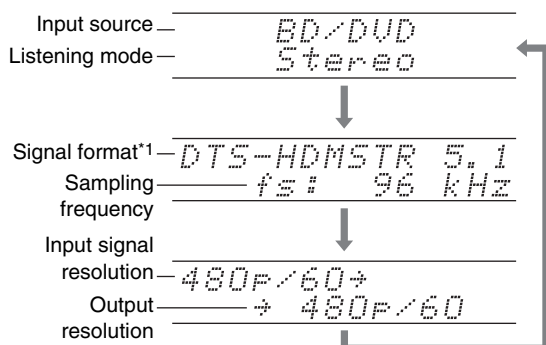 Input source
BD/DVD
Listening mode
Stereo
Signal format*1
DTS-HDMSTR 5.1
Sampling
frequency
fs: 96 kHz
Input signal
resolution
480p/60→
Output
resolution
→ 480p/60